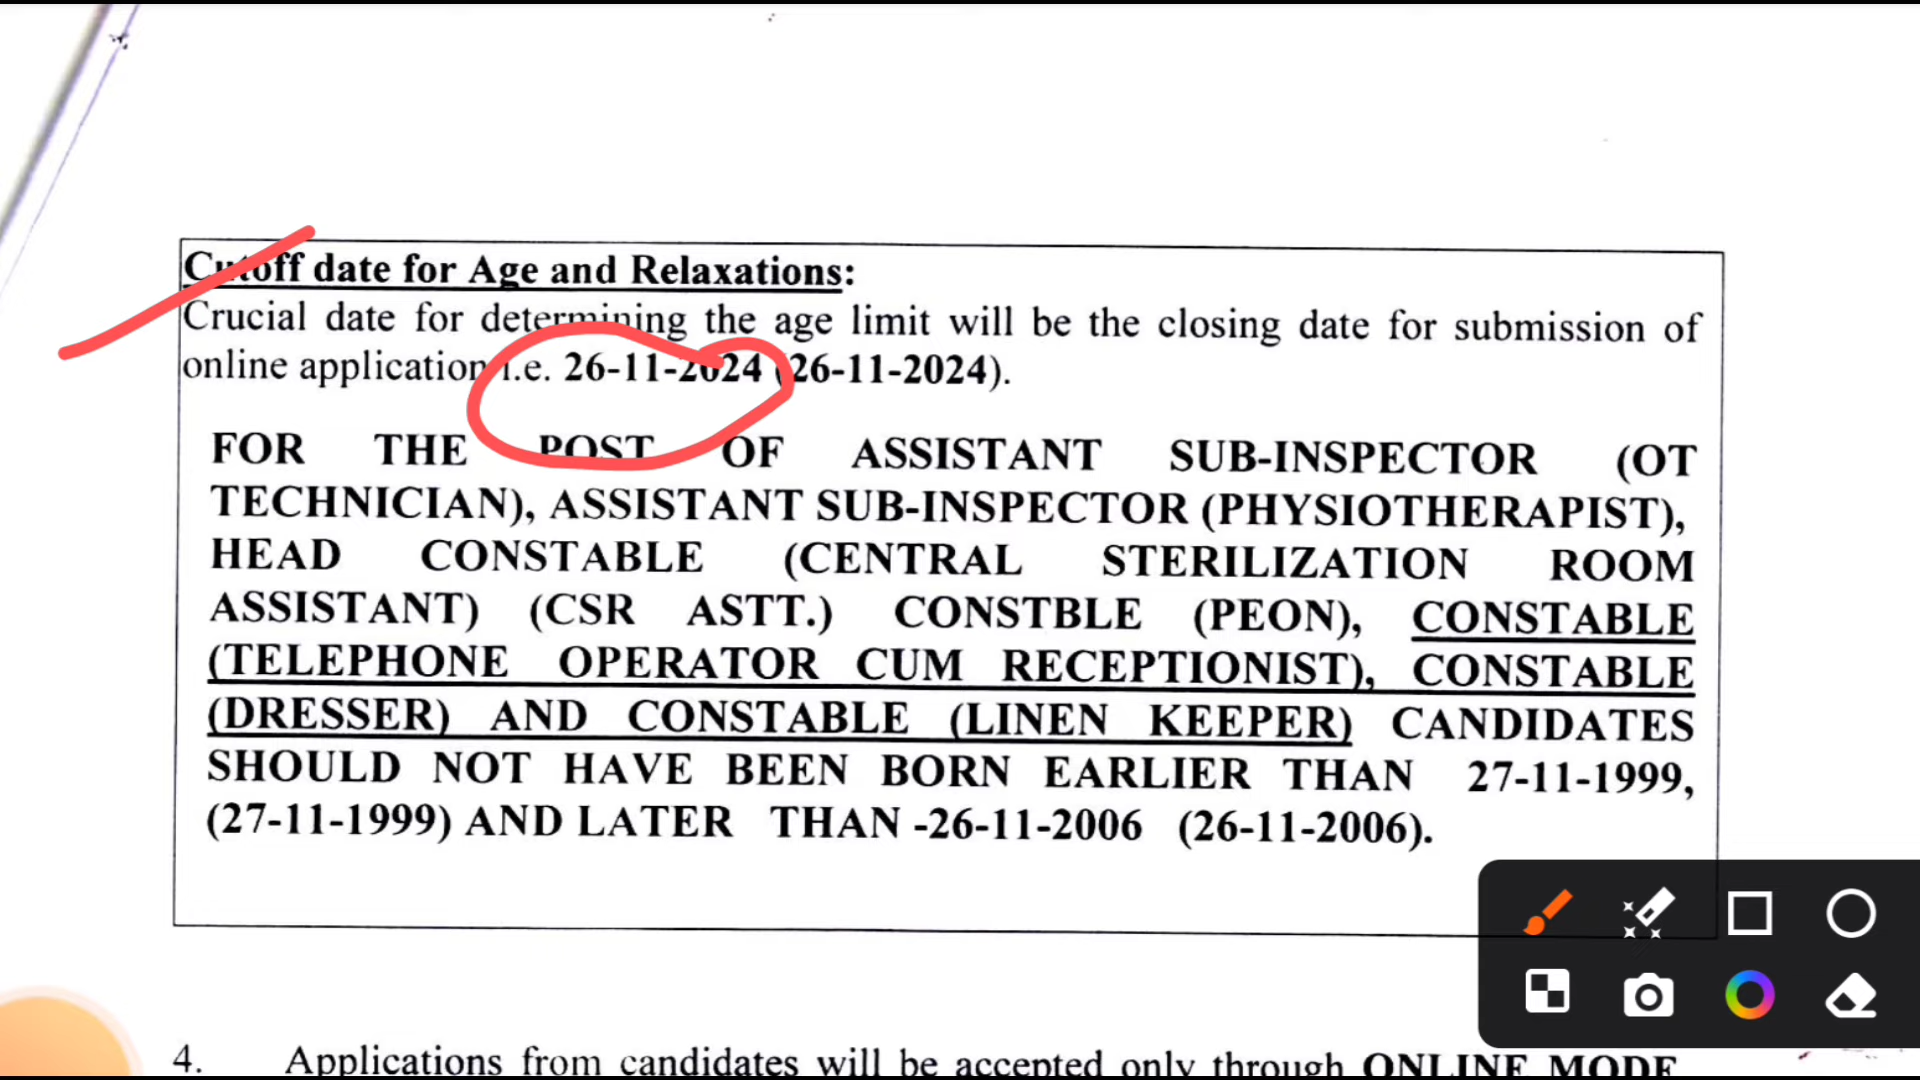 Cutoff date for Age and Relaxations:
Crucial date for determining the age limit will be the closing date for submission of
online application i.e. 26-11-2024 (26-11-2024).
FOR THE POST OF ASSISTANT SUB-INSPECTOR (OT
TECHNICIAN), ASSISTANT SUB-INSPECTOR (PHYSIOTHERAPIST),
HEAD CONSTABLE (CENTRAL STERILIZATION ROOM
ASSISTANT) (CSR ASTT.) CONSTBLE (PEON), CONSTABLE
(TELEPHONE OPERATOR CUM RECEPTIONIST), CONSTABLE
(DRESSER) AND CONSTABLE (LINEN KEEPER) CANDIDATES
SHOULD NOT HAVE BEEN BORN EARLIER THAN 27-11-1999,
(27-11-1999) AND LATER THAN -26-11-2006 (26-11-2006).
4. Applications from candidates will be accepted only through ONLINE MODE